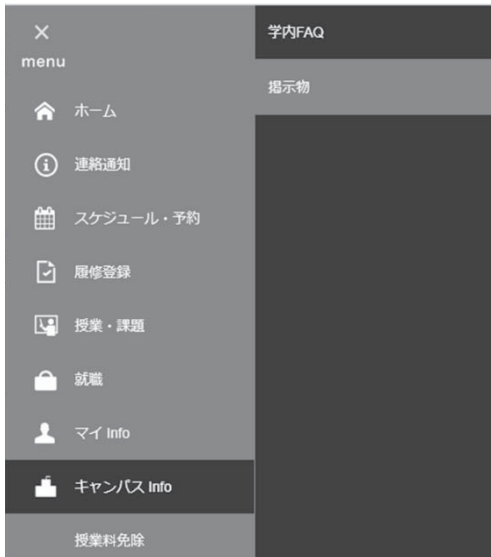 ×
menu
ホーム
連絡通知
スケジュール・予約
履修登録
授業・課題
就職
マイ Info
キャンパス Info
授業料免除
学内FAQ
掲示物